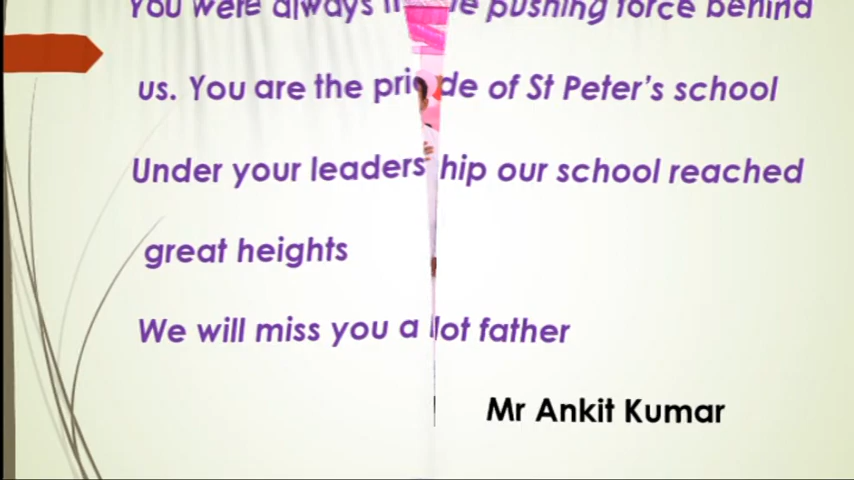 You were always the pushing force behind
us. You are the pride of St Peter's school
Under your leadership our school reached
great heights
We will miss you a lot father
Mr Ankit Kumar